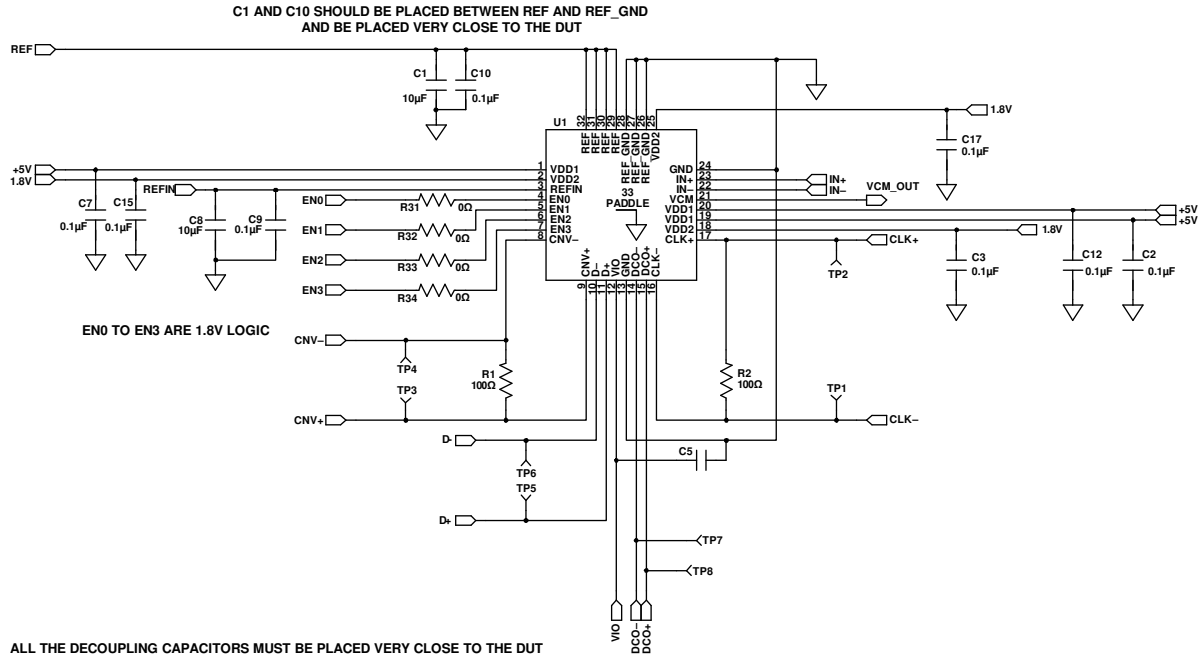 C1 AND C10 SHOULD BE PLACED BETWEEN REF AND REF_GND
AND BE PLACED VERY CLOSE TO THE DUT
REF
C1
10µF
C10
0.1µF
U1
32
31
30
29
28
27
26
25
REF
REF
REF
REF
REF_GND
REF_GND
REF_GND
VDD2
1.8V
C17
0.1µF
+5V
1.8V
REFIN
C7
0.1µF
C15
0.1µF
C8
10µF
C9
0.1µF
EN0
R31
0Ω
EN1
R32
0Ω
EN2
R33
0Ω
EN3
R34
0Ω
1
VDD1
2
VDD2
3
REFIN
4
EN0
5
EN1
6
EN2
7
EN3
8
CNV–
33
PADDLE
GND
24
IN+
23
IN–
22
VCM
21
VDD1
20
VDD1
19
VDD2
18
CLK+
17
CNV+
D–
D+
VIO
GND
DCO–
DCO+
CLK–
9
10
11
12
13
14
15
16
IN+
IN–
VCM_OUT
+5V
+5V
1.8V
CLK+
TP2
C3
0.1µF
C12
0.1µF
C2
0.1µF
EN0 TO EN3 ARE 1.8V LOGIC
CNV–
TP4
TP3
CNV+
R1
100Ω
R2
100Ω
TP1
CLK–
D-
TP6
TP5
D+
C5
TP7
TP8
VIO
DCO–
DCO+
ALL THE DECOUPLING CAPACITORS MUST BE PLACED VERY CLOSE TO THE DUT